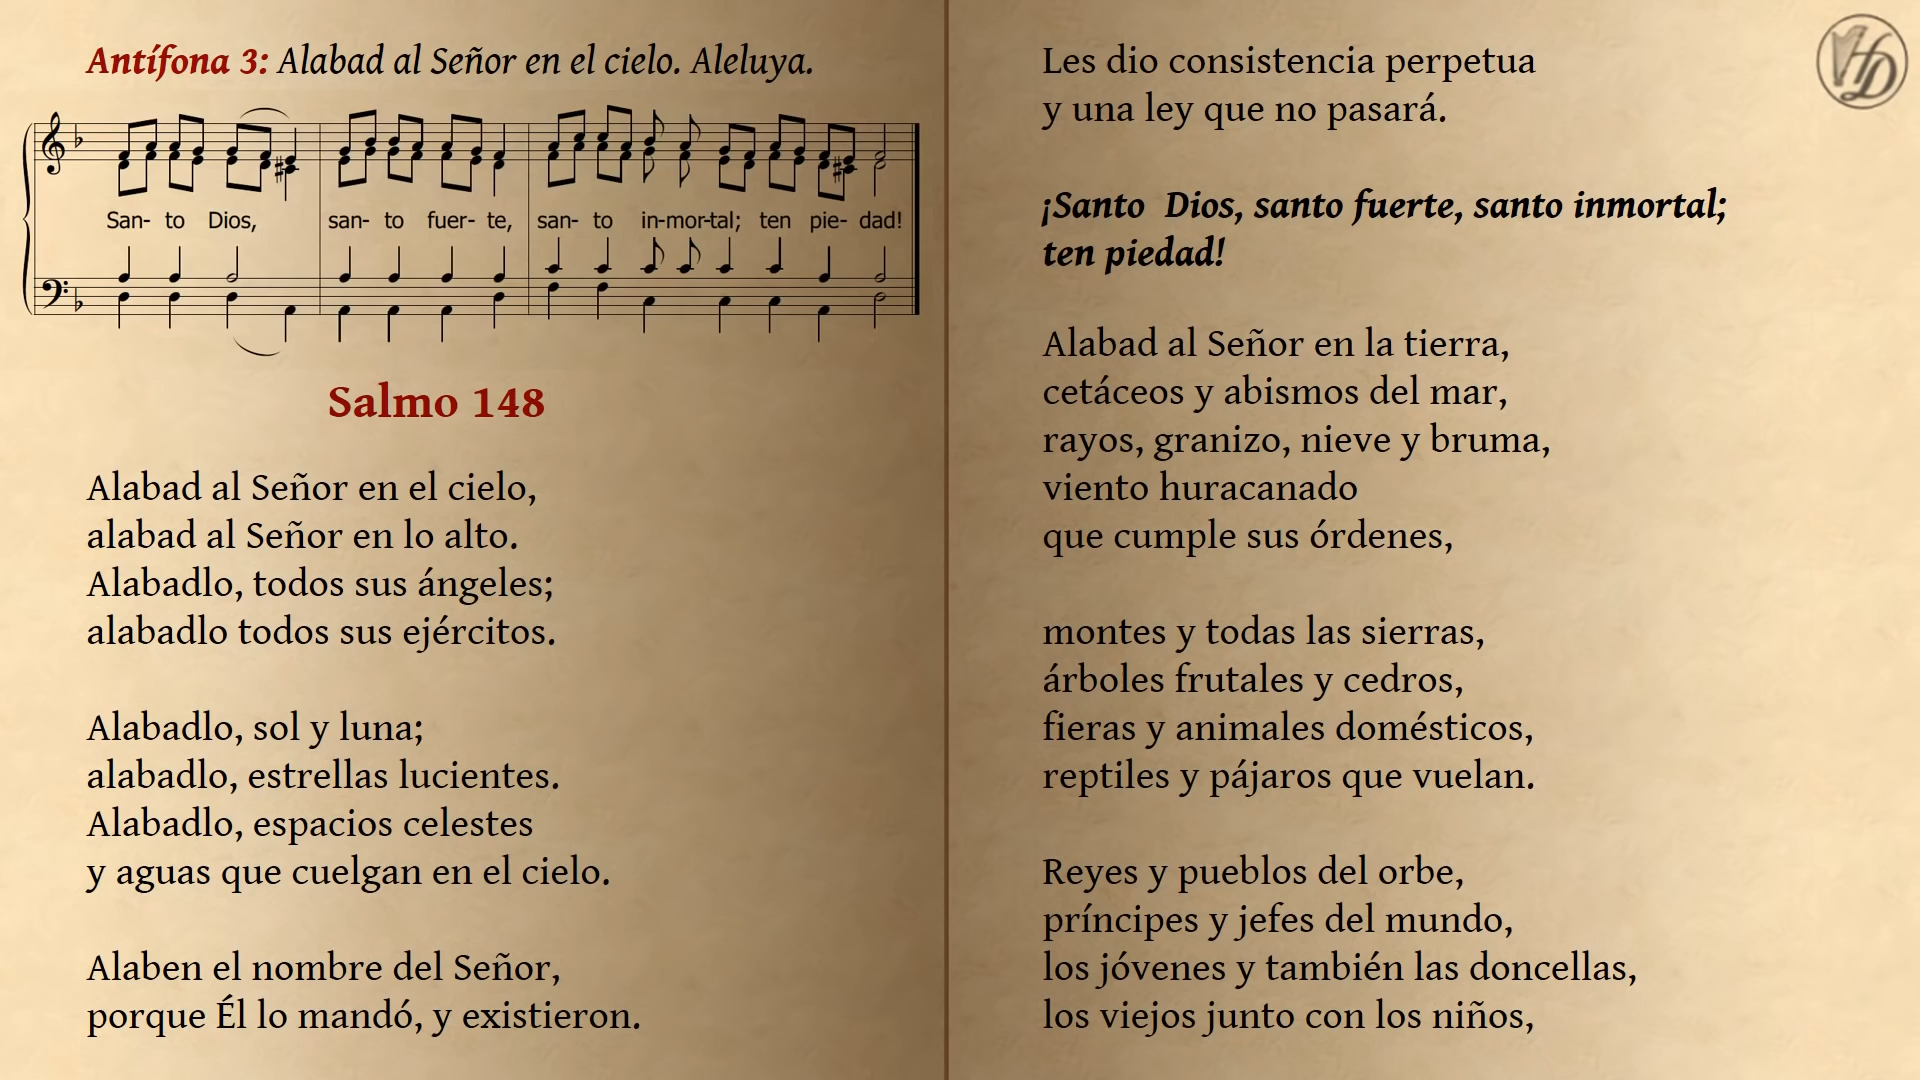 Antífona 3: Alabad al Señor en el cielo. Aleluya.
San- to Dios, san- to fuer- te, san- to in-mor-tal; ten pie- dad!
Salmo 148
Alabad al Señor en el cielo,
alabad al Señor en lo alto.
Alabadlo, todos sus ángeles;
alabadlo todos sus ejércitos.
Alabadlo, sol y luna;
alabadlo, estrellas lucientes.
Alabadlo, espacios celestes
y aguas que cuelgan en el cielo.
Alaben el nombre del Señor,
porque Él lo mandó, y existieron.
Les dio consistencia perpetua
y una ley que no pasará.
¡Santo Dios, santo fuerte, santo inmortal;
ten piedad!
Alabad al Señor en la tierra,
cetáceos y abismos del mar,
rayos, granizo, nieve y bruma,
viento huracanado
que cumple sus órdenes,
montes y todas las sierras,
árboles frutales y cedros,
fieras y animales domésticos,
reptiles y pájaros que vuelan.
Reyes y pueblos del orbe,
príncipes y jefes del mundo,
los jóvenes y también las doncellas,
los viejos junto con los niños,
HD